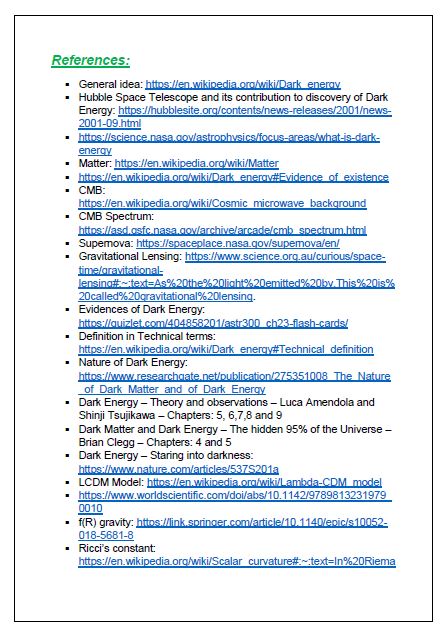 References:
▪ General idea: https://en.wikipedia.org/wiki/Dark_energy
▪ Hubble Space Telescope and its contribution to discovery of Dark
Energy: https://hubblesite.org/contents/news-releases/2001/news-
2001-09.html
▪ https://science.nasa.gov/astrophysics/focus-areas/what-is-dark-
energy
▪ Matter: https://en.wikipedia.org/wiki/Matter
▪ https://en.wikipedia.org/wiki/Dark_energy#Evidence_of_existence
▪ CMB:
https://en.wikipedia.org/wiki/Cosmic_microwave_background
▪ CMB Spectrum:
https://asd.gsfc.nasa.gov/archive/arcade/cmb_spectrum.html
▪ Supernova: https://spaceplace.nasa.gov/supernova/en/
▪ Gravitational Lensing: https://www.science.org.au/curious/space-
time/gravitational-
lensing#:~:text=As%20the%20light%20emitted%20by,This%20is%
20called%20gravitational%20lensing.
▪ Evidences of Dark Energy:
https://quizlet.com/404858201/astr300_ch23-flash-cards/
▪ Definition in Technical terms:
https://en.wikipedia.org/wiki/Dark_energy#Technical_definition
▪ Nature of Dark Energy:
https://www.researchgate.net/publication/275351008_The_Nature
_of_Dark_Matter_and_of_Dark_Energy
▪ Dark Energy – Theory and observations – Luca Amendola and
Shinji Tsujikawa – Chapters: 5, 6,7,8 and 9
▪ Dark Matter and Dark Energy – The hidden 95% of the Universe –
Brian Clegg – Chapters: 4 and 5
▪ Dark Energy – Staring into darkness:
https://www.nature.com/articles/537S201a
▪ LCDM Model: https://en.wikipedia.org/wiki/Lambda-CDM_model
▪ https://www.worldscientific.com/doi/abs/10.1142/9789813231979_
0010
▪ f(R) gravity: https://link.springer.com/article/10.1140/epjc/s10052-
018-5681-8
▪ Ricci's constant:
https://en.wikipedia.org/wiki/Scalar_curvature#:~:text=In%20Riema